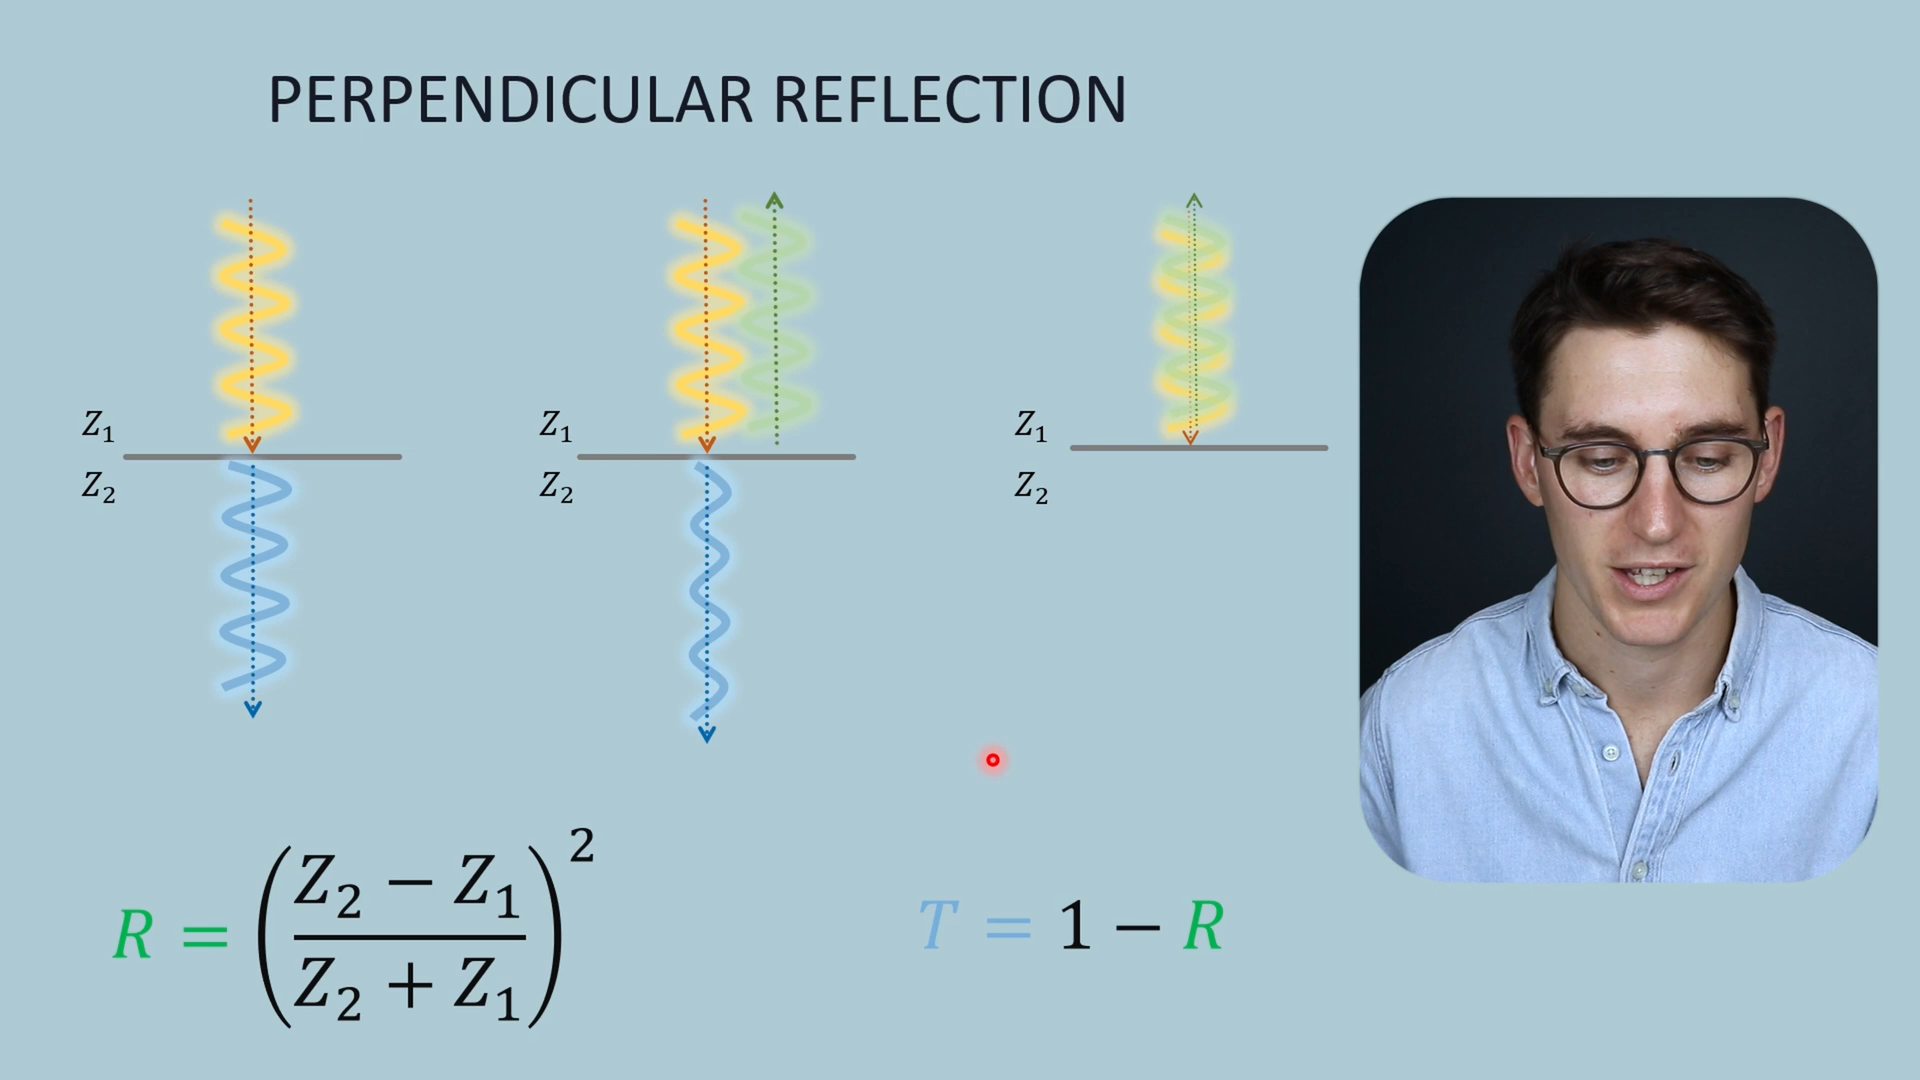 PERPENDICULAR REFLECTION
Z₁
Z₂
Z₁
Z₂
Z₁
Z₂
R = ((Z₂ − Z₁)/(Z₂ + Z₁))²
T = 1 − R